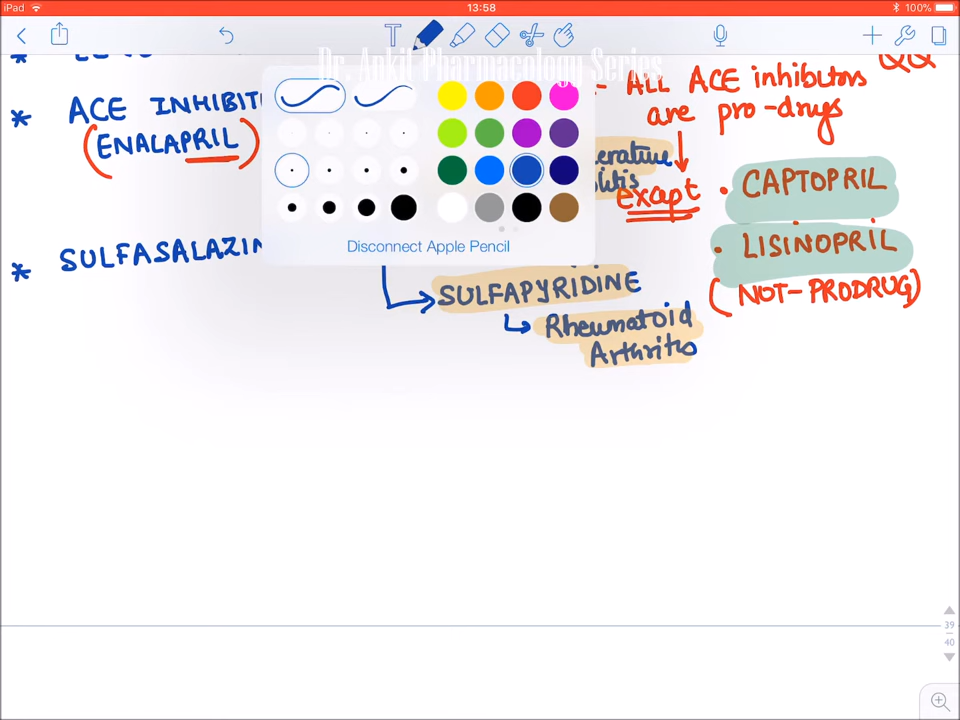 iPad
13:58
100%
T
Dr. Ankit Pharmacology Series
QQ
* ACE INHIBIT
(ENALAPRIL)
- ALL ACE inhibitors
are pro-drugs
exapt
• CAPTOPRIL
• LISINOPRIL
(NOT-PRODRUG)
Disconnect Apple Pencil
* SULFASALAZIN
SULFAPYRIDINE
Rheumatoid
Arthritis
39
40